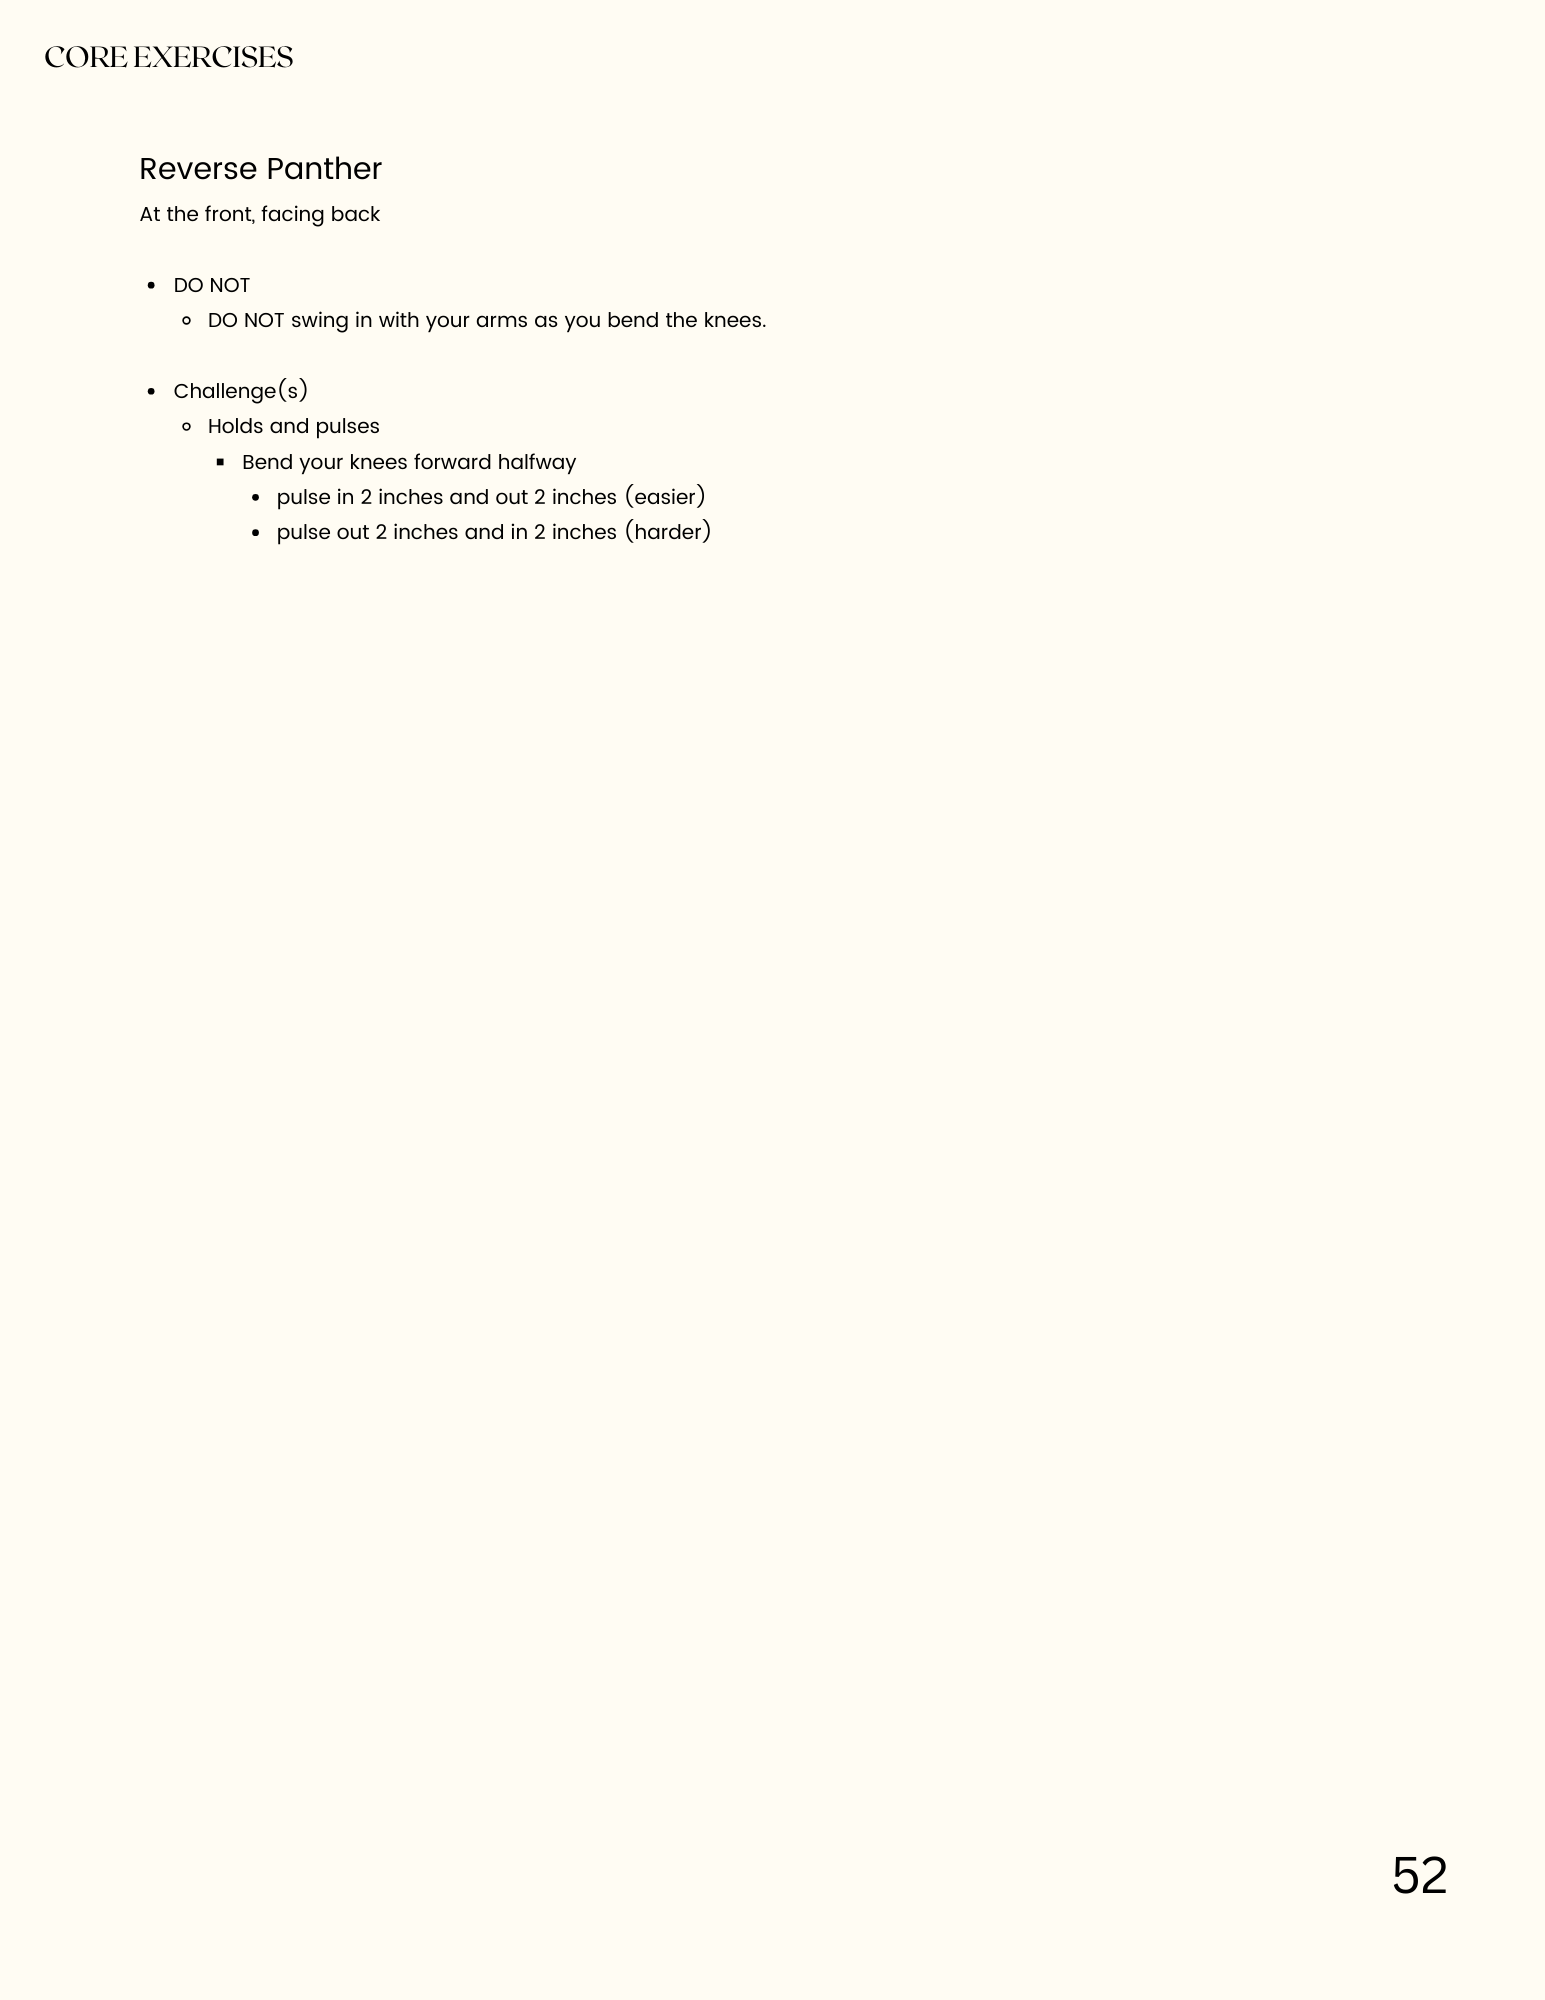 CORE EXERCISES
Reverse Panther
At the front, facing back
• DO NOT
◦ DO NOT swing in with your arms as you bend the knees.
• Challenge(s)
◦ Holds and pulses
▪ Bend your knees forward halfway
• pulse in 2 inches and out 2 inches (easier)
• pulse out 2 inches and in 2 inches (harder)
52